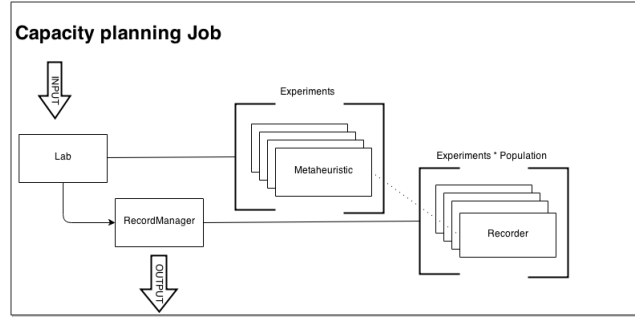 Capacity planning Job
INPUT
Experiments
Lab
Metaheuristic
Experiments * Population
RecordManager
Recorder
OUTPUT